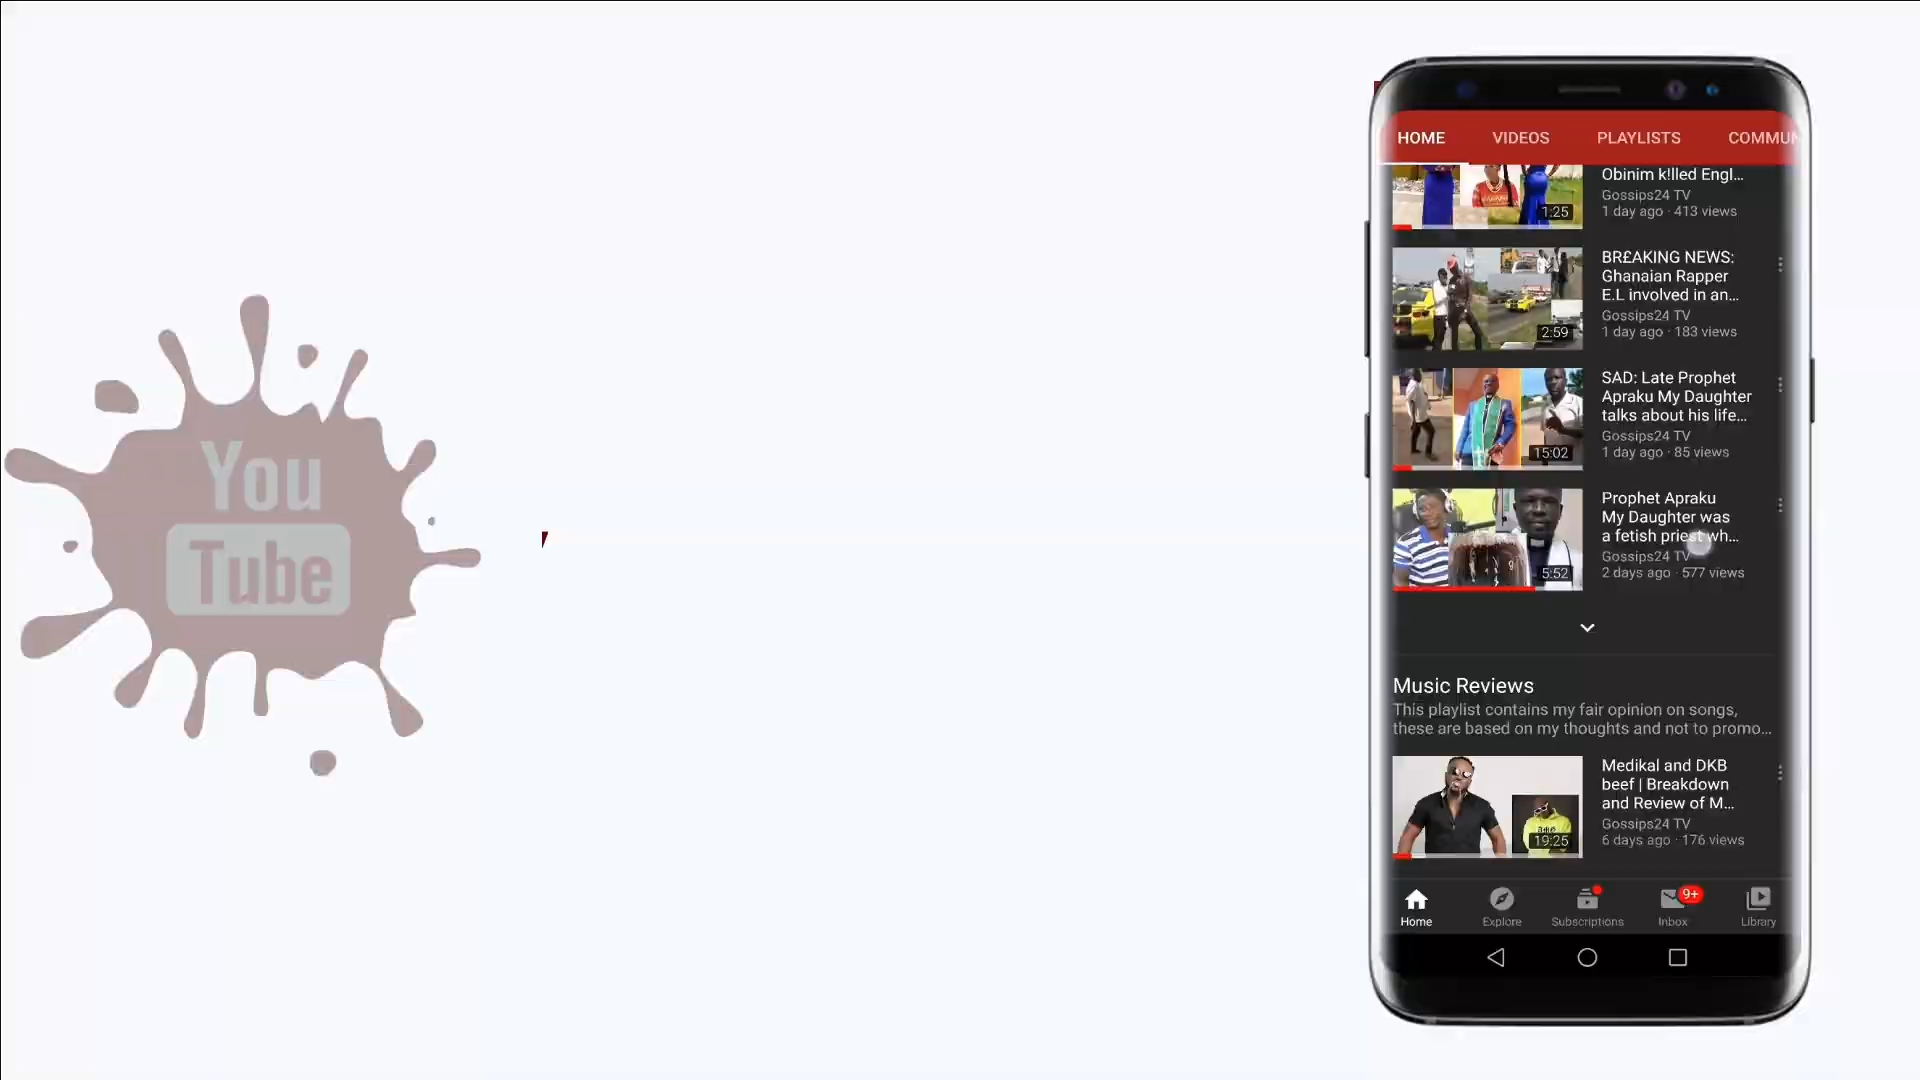 You
Tube
HOME VIDEOS PLAYLISTS COMMUN
Obinim k!lled Engl...
Gossips24 TV
1 day ago · 413 views
1:25
BR£AKING NEWS:
Ghanaian Rapper
E.L involved in an...
Gossips24 TV
1 day ago · 183 views
2:59
SAD: Late Prophet
Apraku My Daughter
talks about his life...
Gossips24 TV
1 day ago · 85 views
15:02
Prophet Apraku
My Daughter was
a fetish priest wh...
Gossips24 TV
2 days ago · 577 views
5:52
Music Reviews
This playlist contains my fair opinion on songs,
these are based on my thoughts and not to promo...
Medikal and DKB
beef | Breakdown
and Review of M...
Gossips24 TV
6 days ago · 176 views
19:25
9+
Home Explore Subscriptions Inbox Library